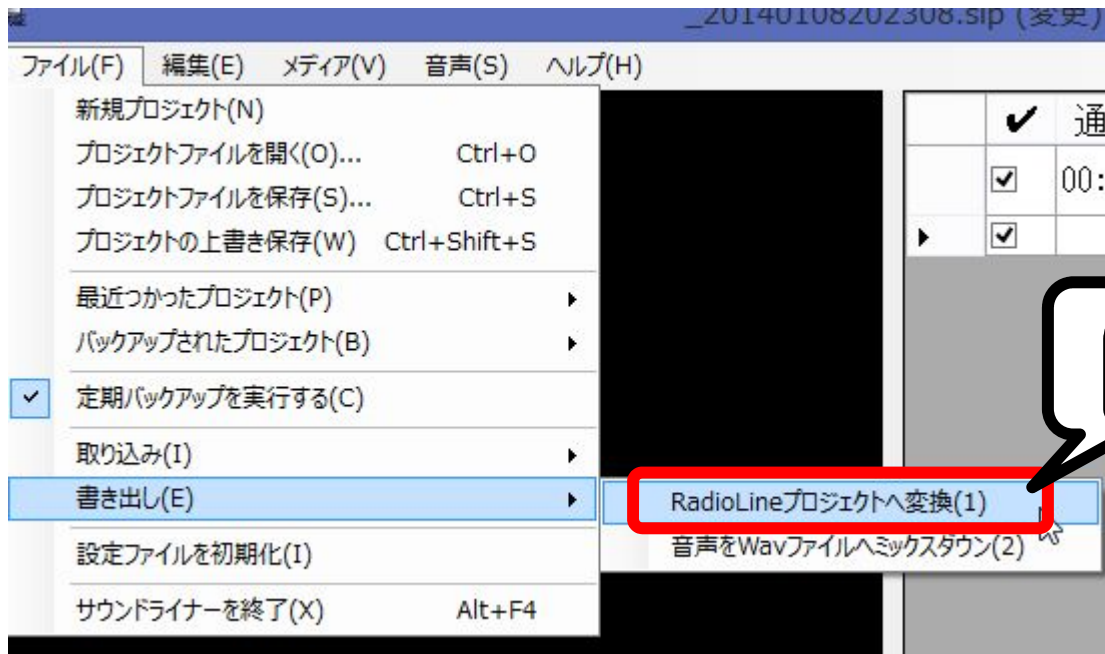 _20140108202308.slp (変更)
ファイル(F) 編集(E) メディア(V) 音声(S) ヘルプ(H)
新規プロジェクト(N)
プロジェクトファイルを開く(O)... Ctrl+O
プロジェクトファイルを保存(S)... Ctrl+S
プロジェクトの上書き保存(W) Ctrl+Shift+S
最近つかったプロジェクト(P)
バックアップされたプロジェクト(B)
定期バックアップを実行する(C)
取り込み(I)
書き出し(E)
設定ファイルを初期化(I)
サウンドライナーを終了(X) Alt+F4
RadioLineプロジェクトへ変換(1)
音声をWavファイルへミックスダウン(2)
通
00: